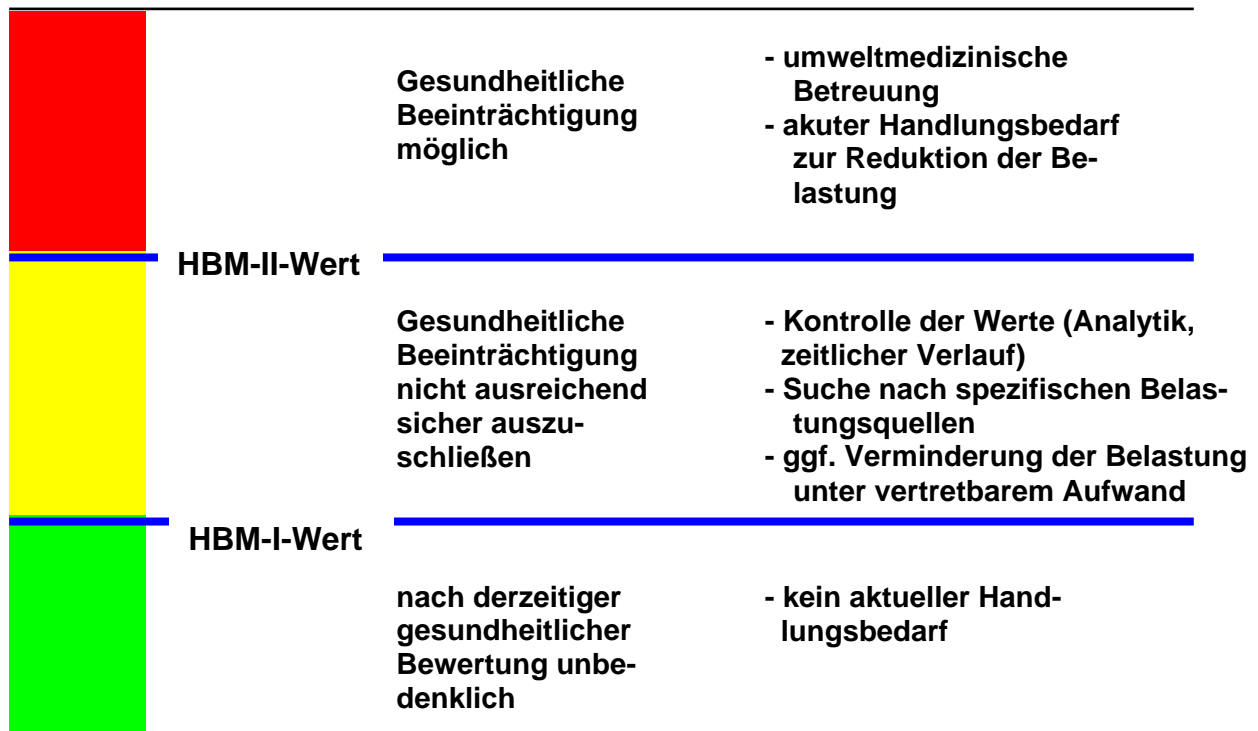 Gesundheitliche
Beeinträchtigung
möglich
- umweltmedizinische
Betreuung
- akuter Handlungsbedarf
zur Reduktion der Be-
lastung
HBM-II-Wert
Gesundheitliche
Beeinträchtigung
nicht ausreichend
sicher auszu-
schließen
- Kontrolle der Werte (Analytik,
zeitlicher Verlauf)
- Suche nach spezifischen Belas-
tungsquellen
- ggf. Verminderung der Belastung
unter vertretbarem Aufwand
HBM-I-Wert
nach derzeitiger
gesundheitlicher
Bewertung unbe-
denklich
- kein aktueller Hand-
lungsbedarf